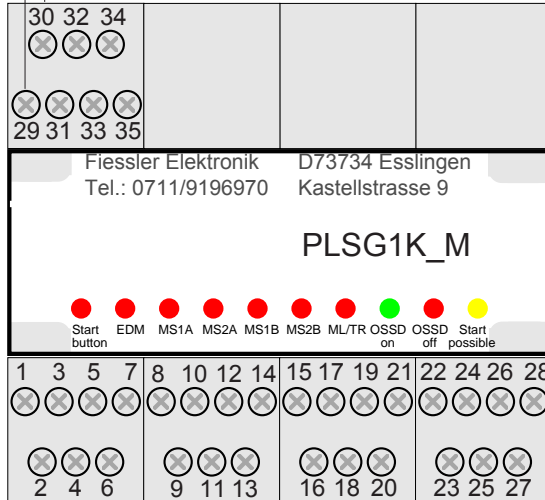 30 32 34
29 31 33 35
Fiessler Elektronik D73734 Esslingen
Tel.: 0711/9196970 Kastellstrasse 9
PLSG1K_M
Start button EDM MS1A MS2A MS1B MS2B ML/TR OSSD on OSSD off Start possible
1 3 5 7 8 10 12 14 15 17 19 21 22 24 26 28
2 4 6 9 11 13 16 18 20 23 25 27